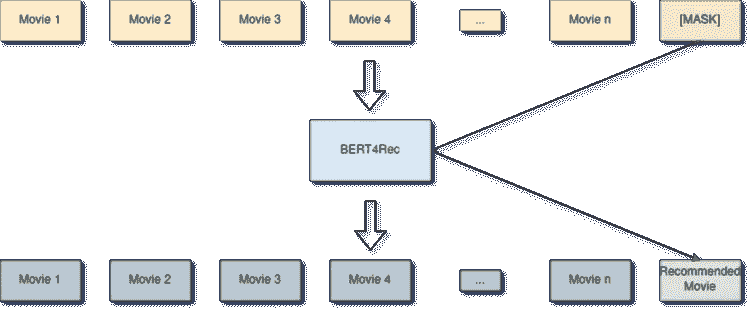 Movie 1
Movie 2
Movie 3
Movie 4
...
Movie n
[MASK]
BERT4Rec
Movie 1
Movie 2
Movie 3
Movie 4
...
Movie n
Recommended
Movie